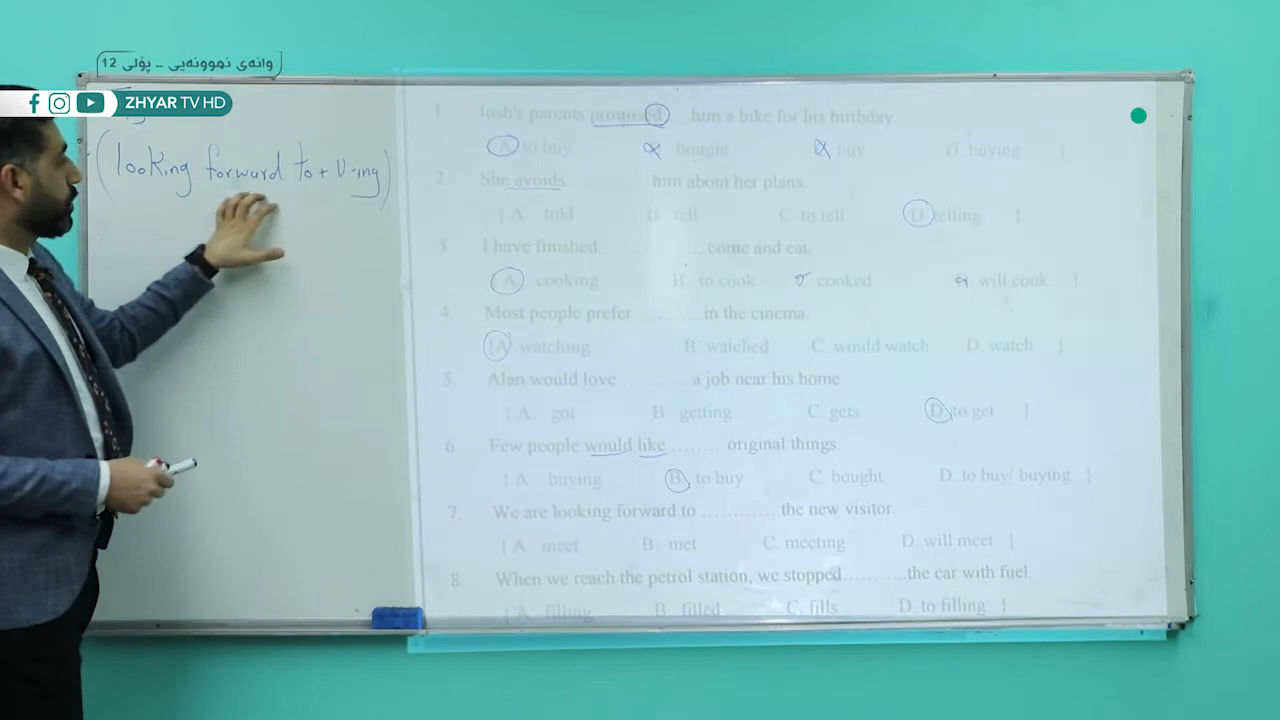 وانەی نموونەیی - پۆلی 12
ZHYAR TV HD
(looking forward to + V-ing)
1. Josh's parents promised .. him a bike for his birthday.
A to buy bought buy D. buying }
2. She avoids him about her plans.
{ A. told B. tell C. to tell D. telling }
3 I have finished .............. come and eat.
A. cooking B. to cook cooked will cook }
4. Most people prefer ............in the cinema.
{A watching B. watched C. would watch D. watch }
5. Alan would love ............ a job near his home
{ A. got B. getting C. gets D. to get }
6 Few people would like ......... original things.
{ A. buying B. to buy C. bought D. to buy/ buying }
7. We are looking forward to ............ the new visitor.
{ A. meet B. met C. meeting D. will meet }
8 When we reach the petrol station, we stopped...........the car with fuel.
{ A. filling B. filled C. fills D. to filling }